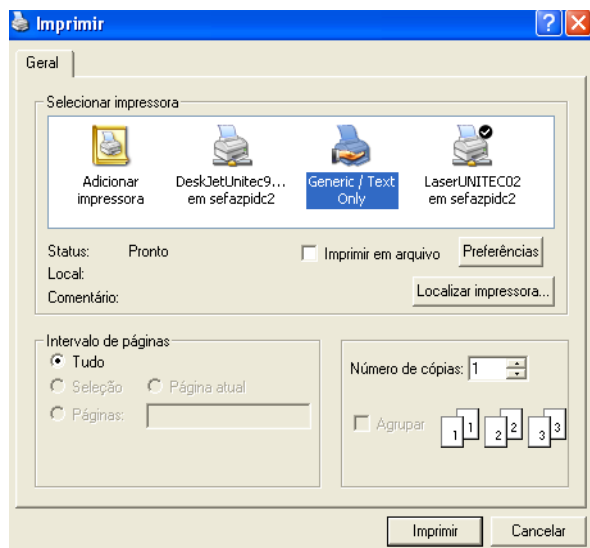 Imprimir
Geral
Selecionar impressora
Adicionar impressora
DeskJetUnitec9... em sefazpidc2
Generic / Text Only
LaserUNITEC02 em sefazpidc2
Status: Pronto
Imprimir em arquivo
Preferências
Local:
Comentário:
Localizar impressora...
Intervalo de páginas
Tudo
Seleção
Página atual
Páginas:
Número de cópias: 1
Agrupar
1 1 2 2 3 3
Imprimir
Cancelar